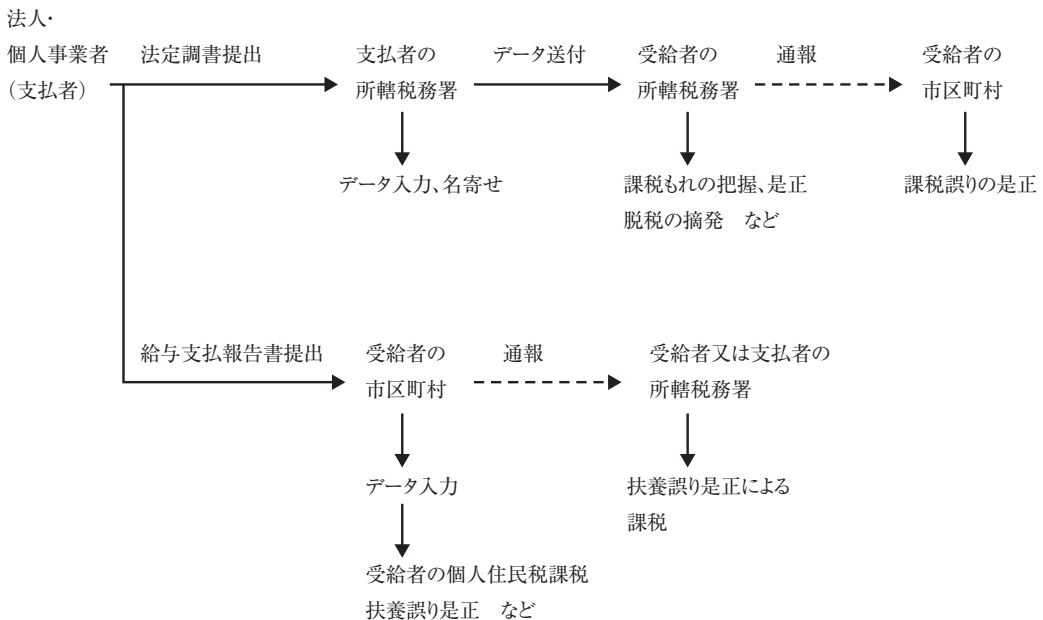 法人・
個人事業者
(支払者)
法定調書提出
支払者の
所轄税務署
データ送付
受給者の
所轄税務署
通報
受給者の
市区町村
データ入力、名寄せ
課税もれの把握、是正
脱税の摘発　など
課税誤りの是正
給与支払報告書提出
受給者の
市区町村
通報
受給者又は支払者の
所轄税務署
データ入力
扶養誤り是正による
課税
受給者の個人住民税課税
扶養誤り是正　など